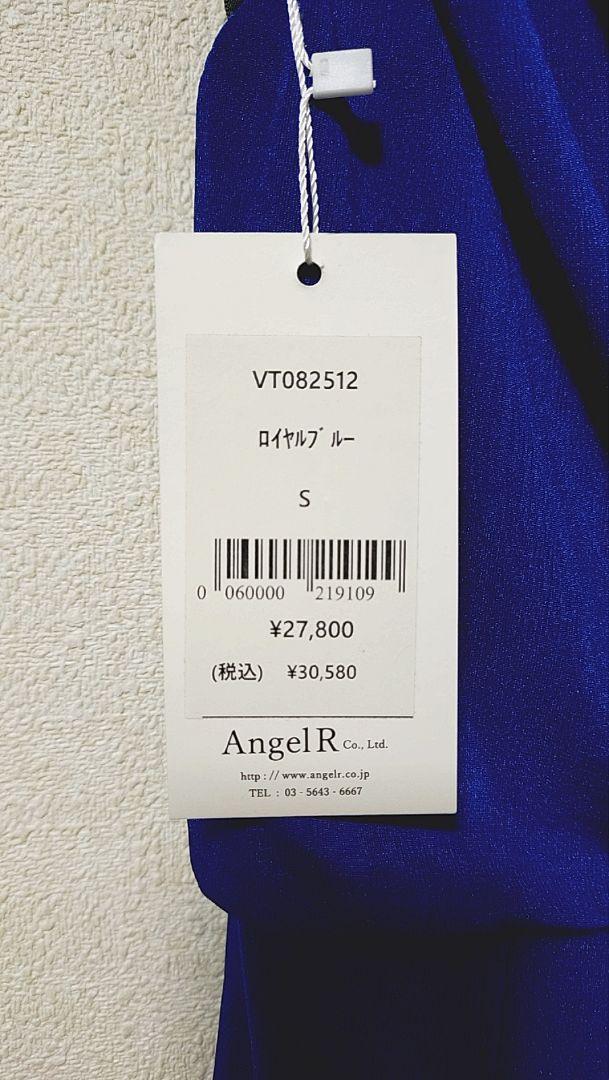 VT082512
ﾛｲﾔﾙﾌﾞﾙｰ
S
0 060000 219109
¥27,800
(税込) ¥30,580
Angel R Co., Ltd.
http : // www.angelr.co.jp
TEL : 03 - 5643 - 6667